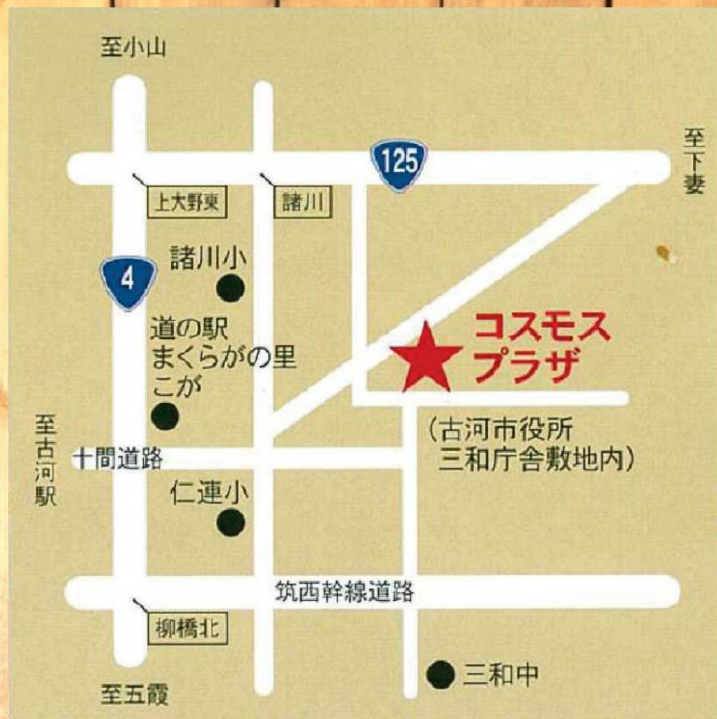 至小山
125
至下妻
上大野東
諸川
4
諸川小
道の駅
まくらがの里
こが
コスモス
プラザ
(古河市役所
三和庁舎敷地内)
至古河駅
十間道路
仁連小
筑西幹線道路
柳橋北
三和中
至五霞